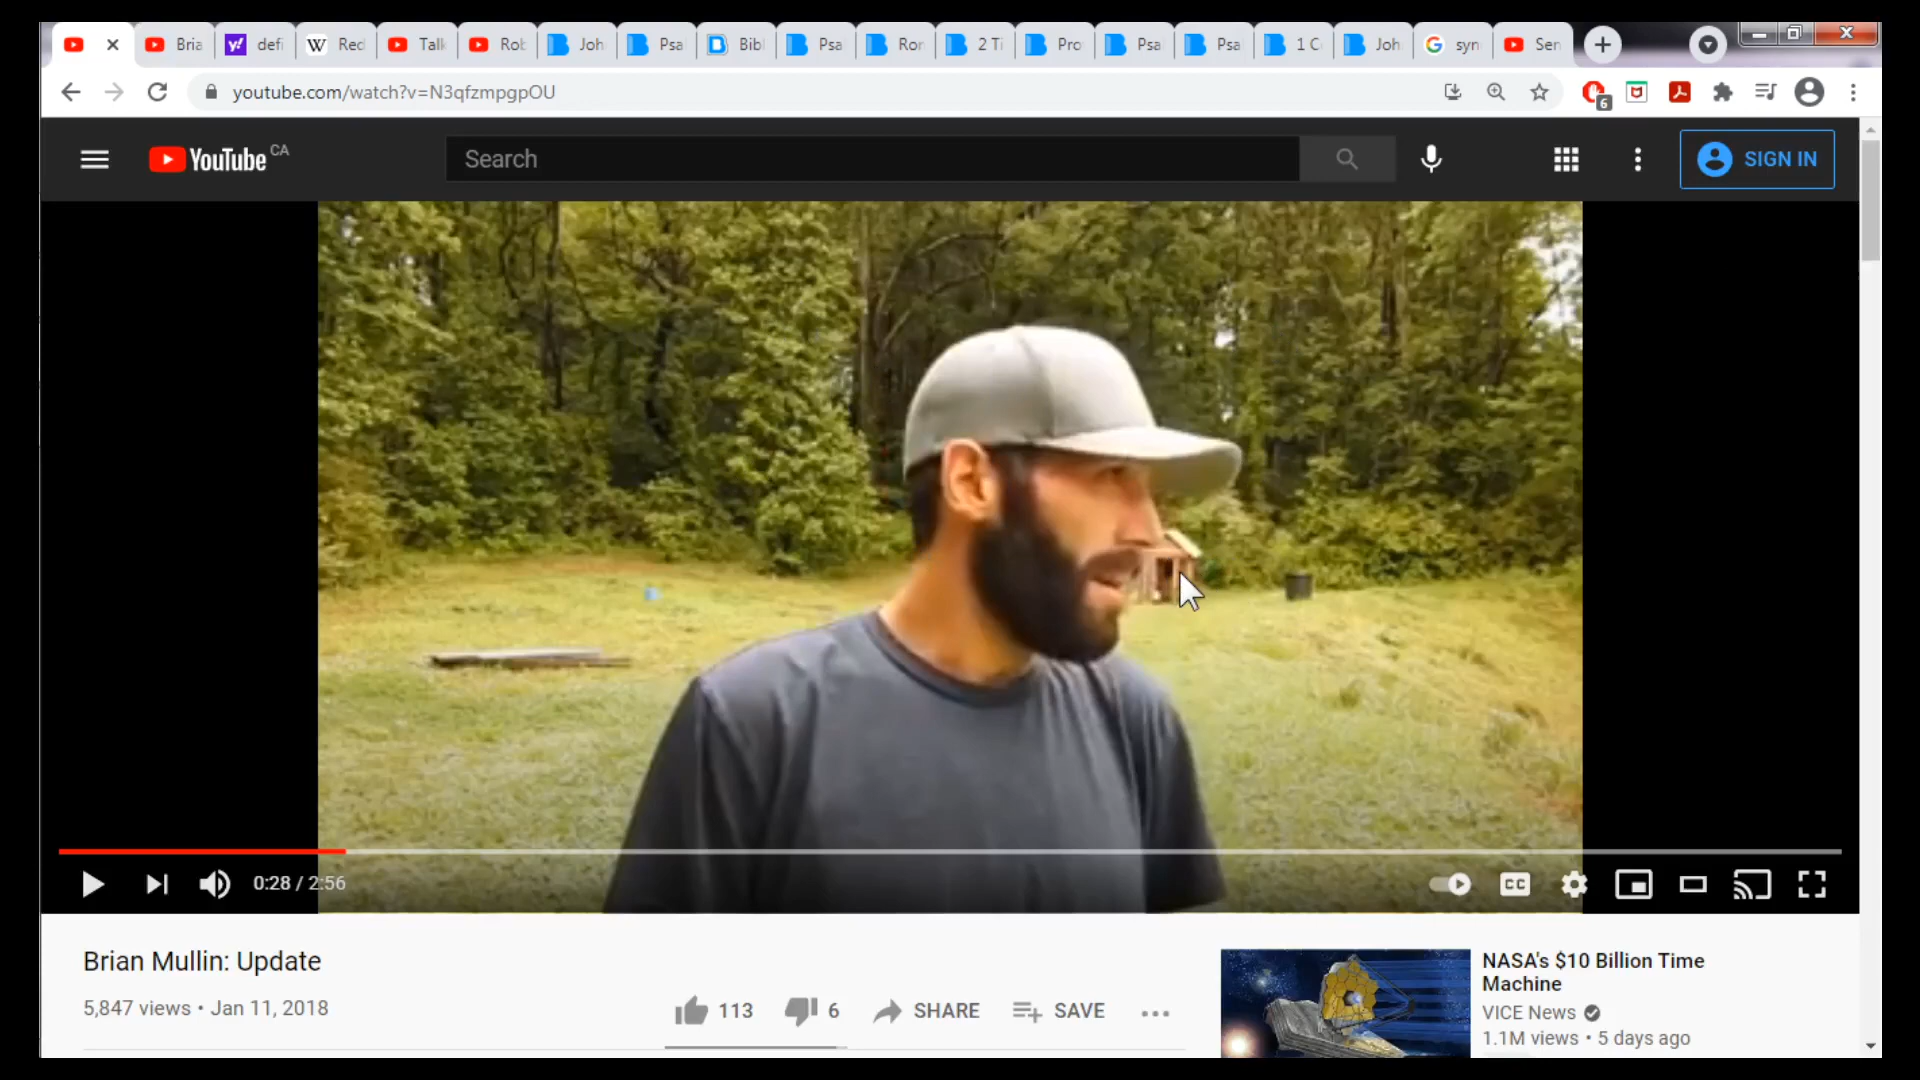 Bria
y!
defi
W
Red
Talk
Rob
Joh
Psa
Bibl
Psa
Ror
2 Ti
Pro
Psa
Psa
1 C
Joh
G
syn
Sen
youtube.com/watch?v=N3qfzmpgpOU
6
YouTube CA
Search
SIGN IN
0:28 / 2:56
CC
Brian Mullin: Update
5,847 views • Jan 11, 2018
113
6
SHARE
SAVE
NASA's $10 Billion Time
Machine
VICE News
1.1M views • 5 days ago